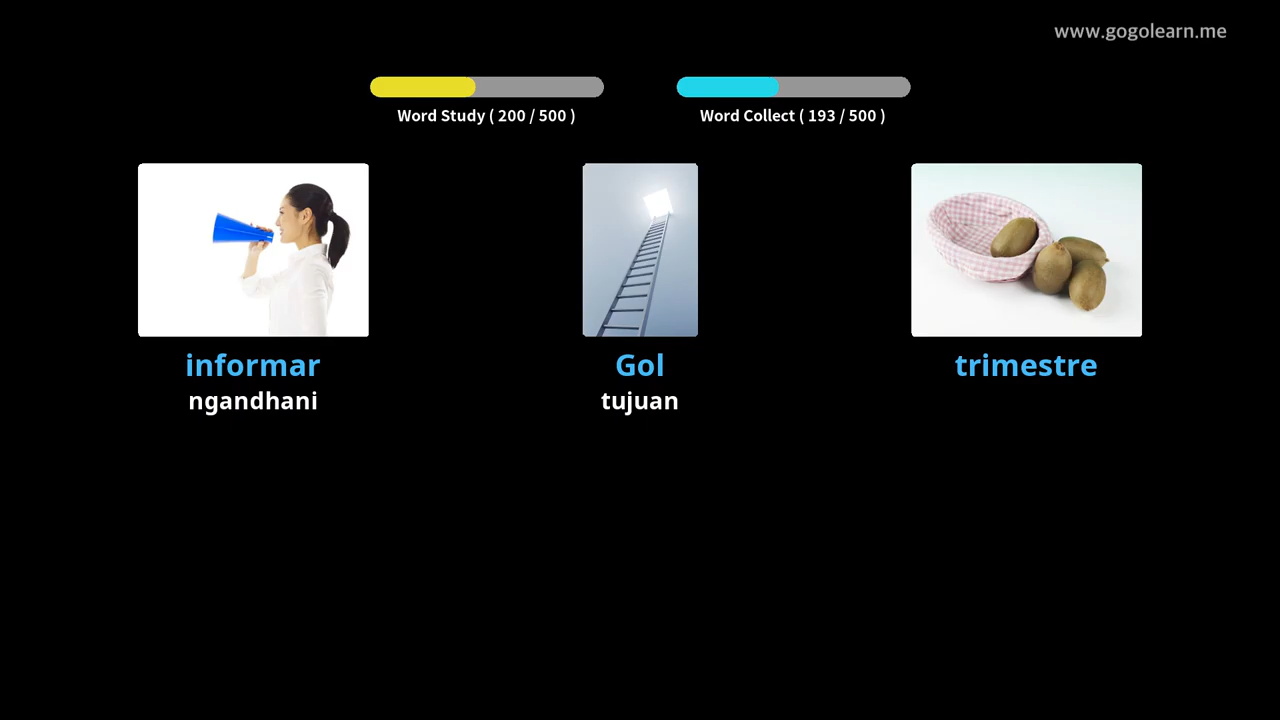 www.gogolearn.me
Word Study ( 200 / 500 )
Word Collect ( 193 / 500 )
informar
ngandhani
Gol
tujuan
trimestre